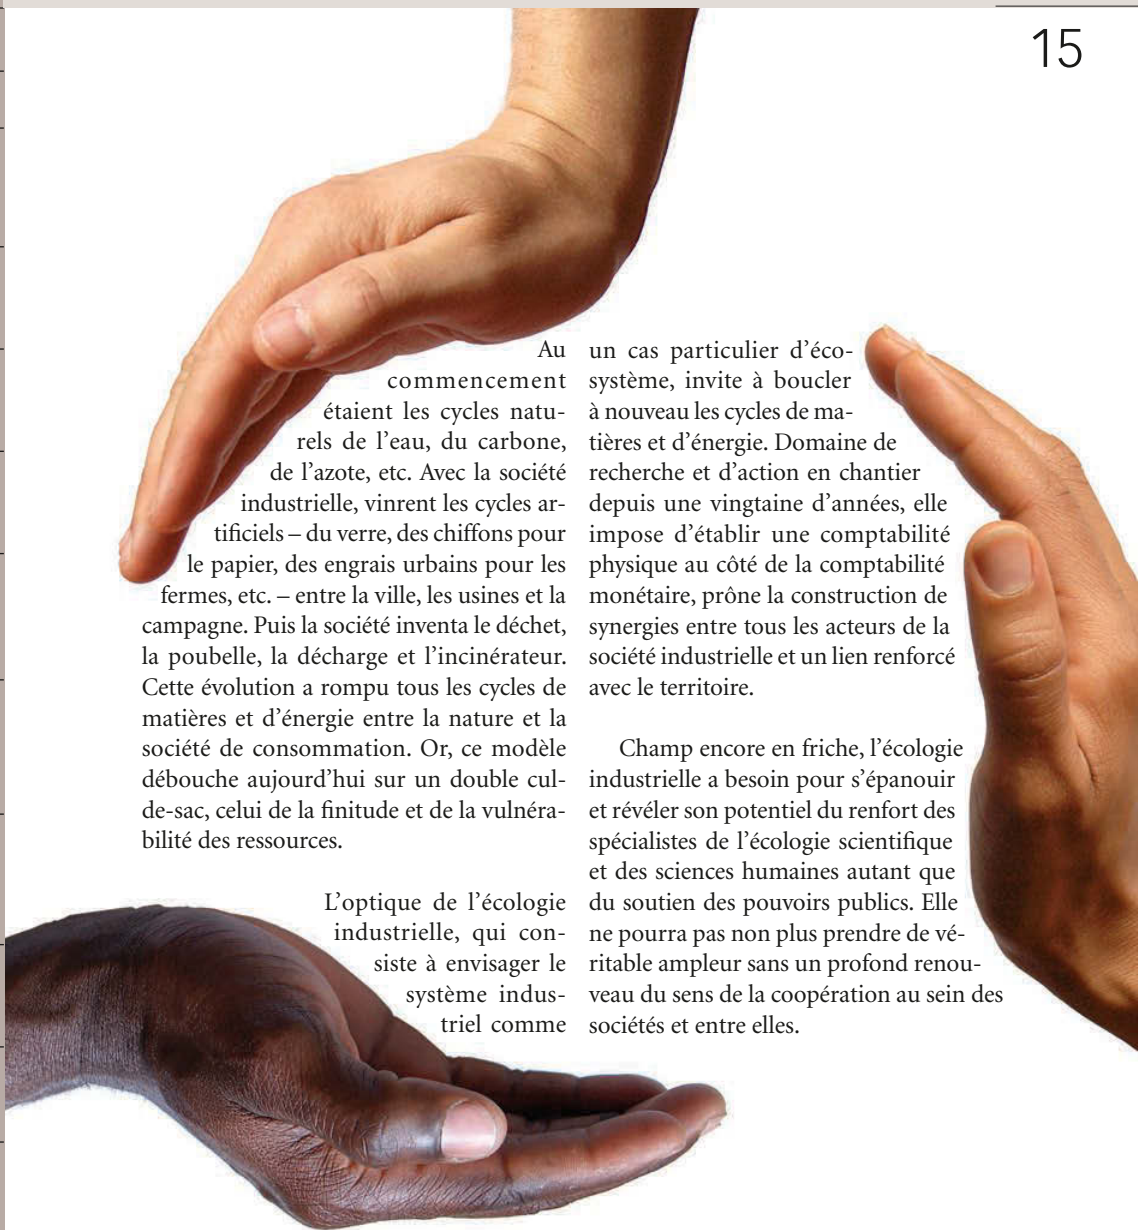 15
Au
commencement
étaient les cycles natu-
rels de l’eau, du carbone,
de l’azote, etc. Avec la société
industrielle, vinrent les cycles ar-
tificiels – du verre, des chiffons pour
le papier, des engrais urbains pour les
fermes, etc. – entre la ville, les usines et la
campagne. Puis la société inventa le déchet,
la poubelle, la décharge et l’incinérateur.
Cette évolution a rompu tous les cycles de
matières et d’énergie entre la nature et la
société de consommation. Or, ce modèle
débouche aujourd’hui sur un double cul-
de-sac, celui de la finitude et de la vulnéra-
bilité des ressources.
L’optique de l’écologie
industrielle, qui con-
siste à envisager le
système indus-
triel comme
un cas particulier d’éco-
système, invite à boucler
à nouveau les cycles de ma-
tières et d’énergie. Domaine de
recherche et d’action en chantier
depuis une vingtaine d’années, elle
impose d’établir une comptabilité
physique au côté de la comptabilité
monétaire, prône la construction de
synergies entre tous les acteurs de la
société industrielle et un lien renforcé
avec le territoire.
Champ encore en friche, l’écologie
industrielle a besoin pour s’épanouir
et révéler son potentiel du renfort des
spécialistes de l’écologie scientifique
et des sciences humaines autant que
du soutien des pouvoirs publics. Elle
ne pourra pas non plus prendre de vé-
ritable ampleur sans un profond renou-
veau du sens de la coopération au sein des
sociétés et entre elles.